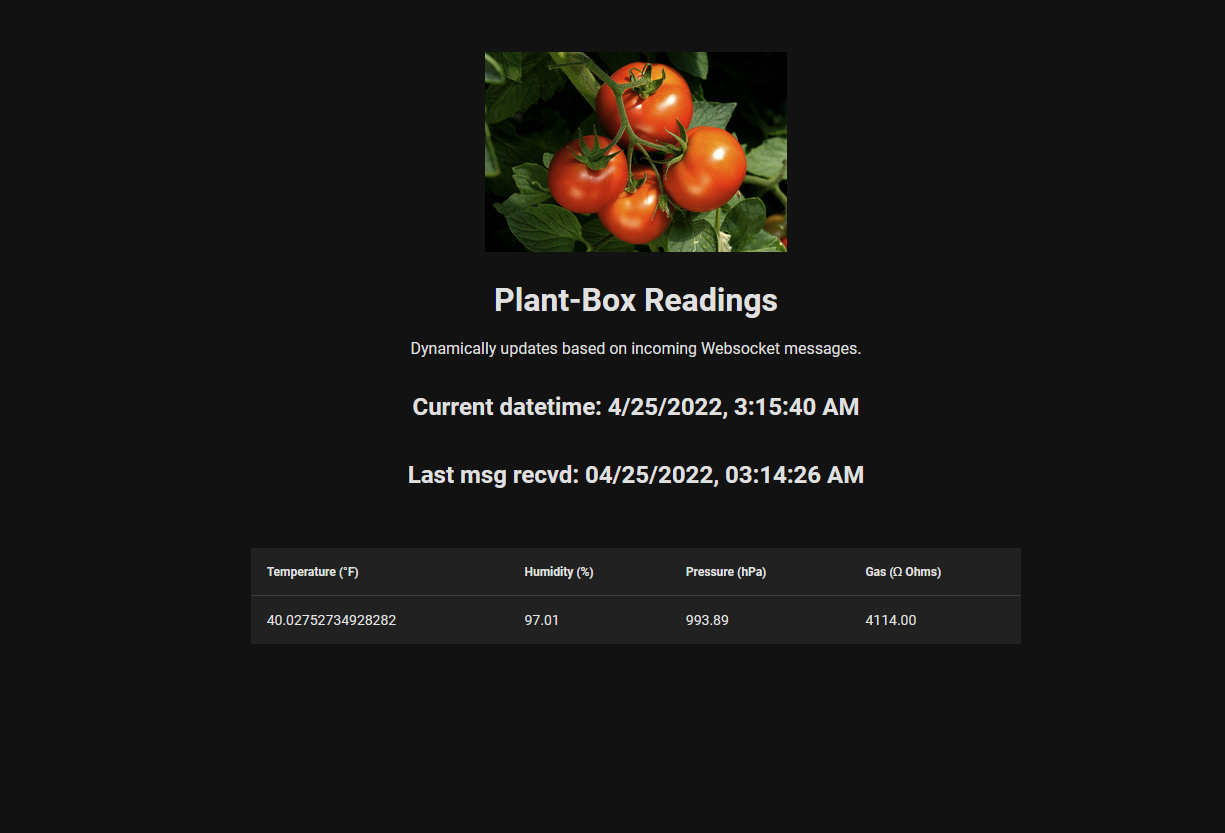 Plant-Box Readings
Dynamically updates based on incoming Websocket messages.
Current datetime: 4/25/2022, 3:15:40 AM
Last msg recvd: 04/25/2022, 03:14:26 AM
Temperature (°F) Humidity (%) Pressure (hPa) Gas (Ω Ohms)
40.02752734928282 97.01 993.89 4114.00